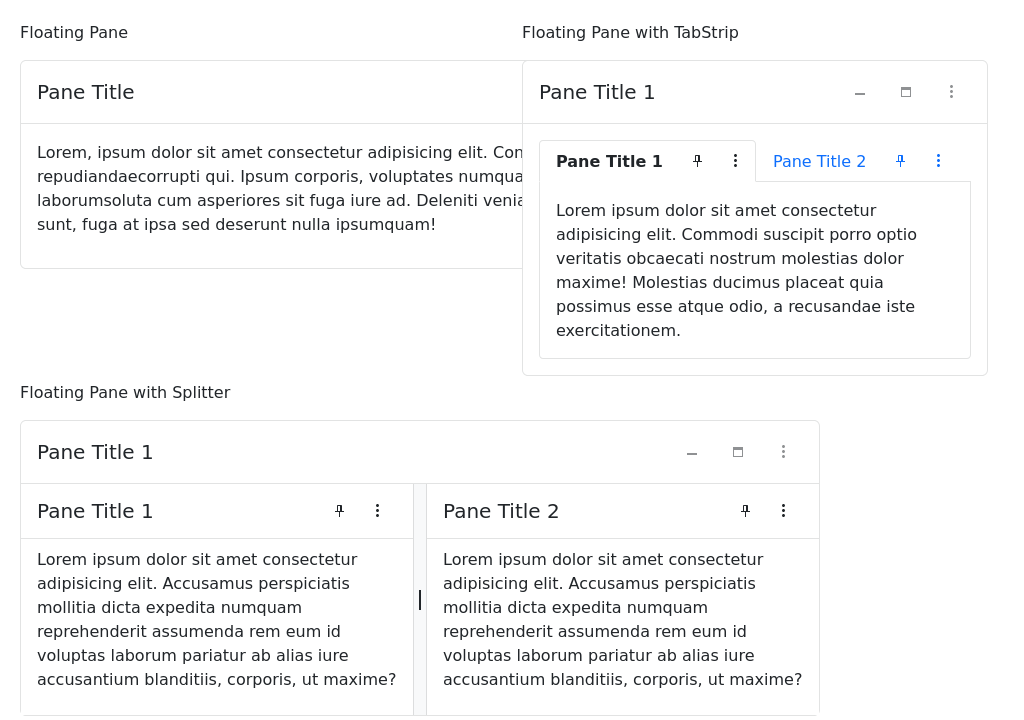 Floating Pane
Pane Title
Lorem, ipsum dolor sit amet consectetur adipisicing elit. Con
repudiandaecorrupti qui. Ipsum corporis, voluptates numqua
laborumsoluta cum asperiores sit fuga iure ad. Deleniti venia
sunt, fuga at ipsa sed deserunt nulla ipsumquam!
Floating Pane with TabStrip
Pane Title 1
Pane Title 1 Pane Title 2
Lorem ipsum dolor sit amet consectetur
adipisicing elit. Commodi suscipit porro optio
veritatis obcaecati nostrum molestias dolor
maxime! Molestias ducimus placeat quia
possimus esse atque odio, a recusandae iste
exercitationem.
Floating Pane with Splitter
Pane Title 1
Pane Title 1
Lorem ipsum dolor sit amet consectetur
adipisicing elit. Accusamus perspiciatis
mollitia dicta expedita numquam
reprehenderit assumenda rem eum id
voluptas laborum pariatur ab alias iure
accusantium blanditiis, corporis, ut maxime?
Pane Title 2
Lorem ipsum dolor sit amet consectetur
adipisicing elit. Accusamus perspiciatis
mollitia dicta expedita numquam
reprehenderit assumenda rem eum id
voluptas laborum pariatur ab alias iure
accusantium blanditiis, corporis, ut maxime?